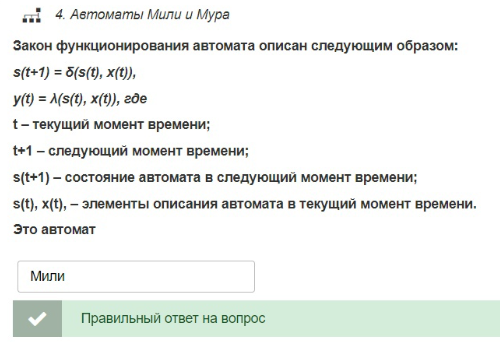 4. Автоматы Мили и Мура
Закон функционирования автомата описан следующим образом:
s(t+1) = δ(s(t), x(t)),
y(t) = λ(s(t), x(t)), где
t – текущий момент времени;
t+1 – следующий момент времени;
s(t+1) – состояние автомата в следующий момент времени;
s(t), x(t), – элементы описания автомата в текущий момент времени.
Это автомат
Мили
Правильный ответ на вопрос